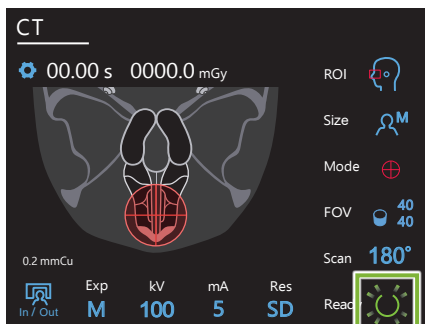 CT
00.00 s 0000.0 mGy
ROI
Size M
Mode
FOV 40
40
Scan 180°
0.2 mmCu
In / Out
Exp kV mA Res
M 100 5 SD
Ready